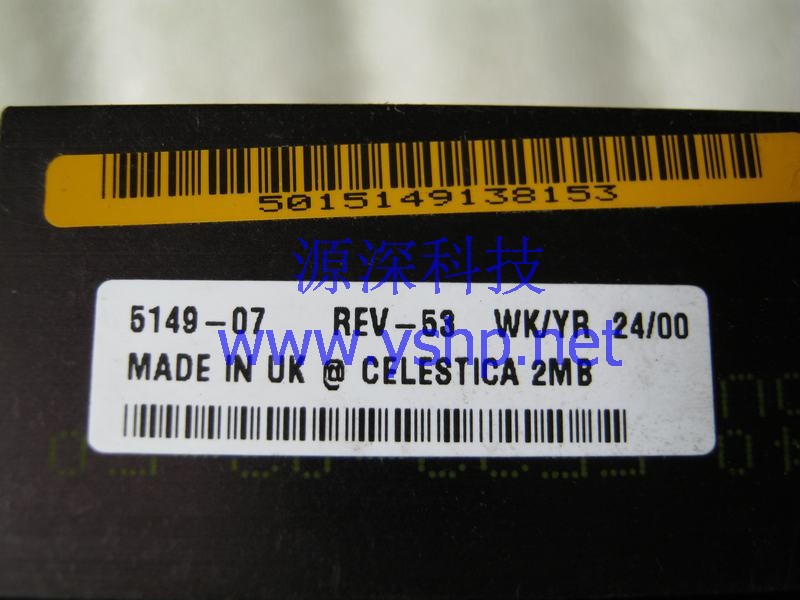 5015149138153
源深科技
5149-07 REV-53 WK/YR 24/00
www.yshp.net
MADE IN UK @ CELESTICA 2MB